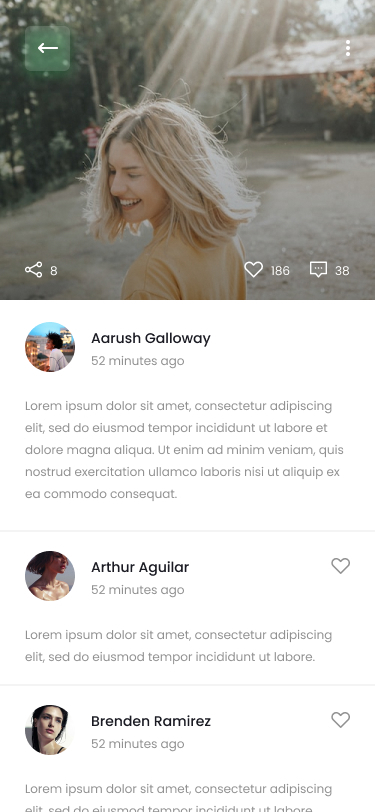 8
186
38
Aarush Galloway
52 minutes ago
Lorem ipsum dolor sit amet, consectetur adipiscing
elit, sed do eiusmod tempor incididunt ut labore et
dolore magna aliqua. Ut enim ad minim veniam, quis
nostrud exercitation ullamco laboris nisi ut aliquip ex
ea commodo consequat.
Arthur Aguilar
52 minutes ago
Lorem ipsum dolor sit amet, consectetur adipiscing
elit, sed do eiusmod tempor incididunt ut labore.
Brenden Ramirez
52 minutes ago
Lorem ipsum dolor sit amet, consectetur adipiscing
elit, sed do eiusmod tempor incididunt ut labore.